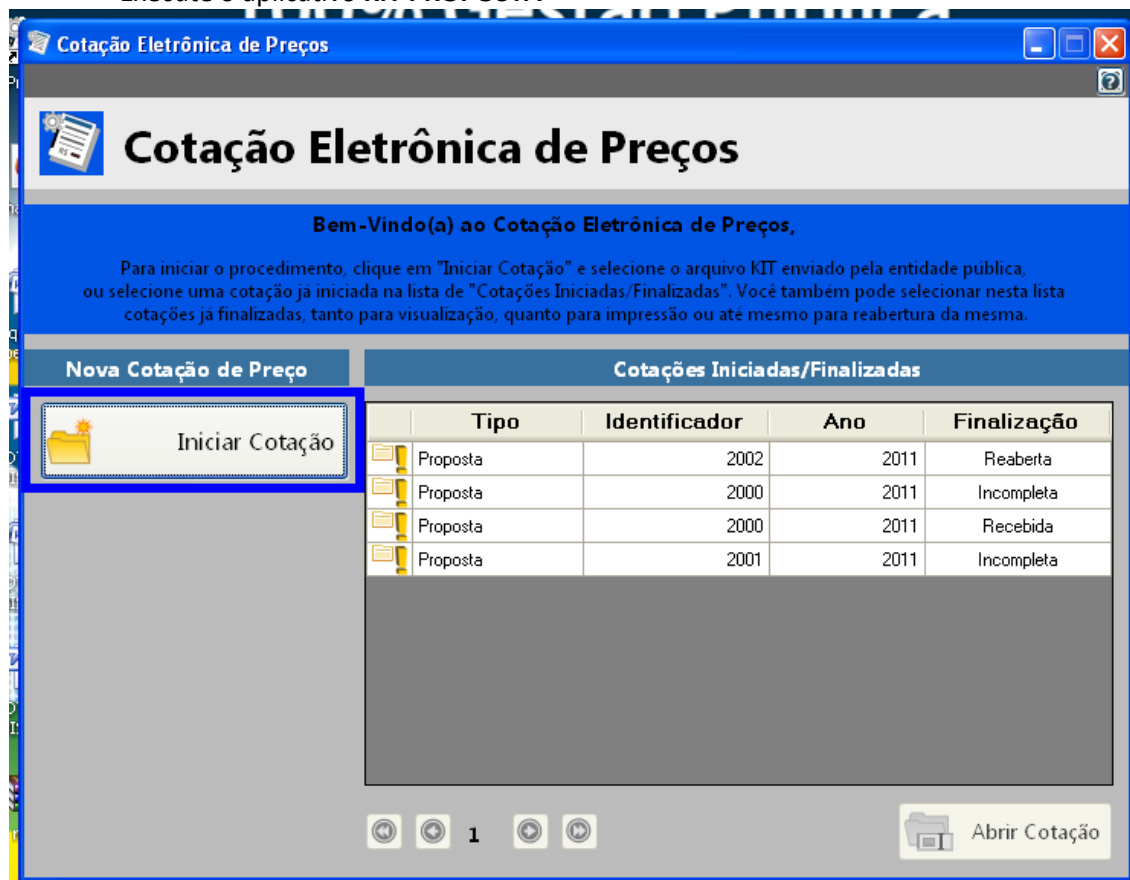 Execute o aplicativo
100% Gestão Pública
Cotação Eletrônica de Preços
Cotação Eletrônica de Preços
Bem-Vindo(a) ao Cotação Eletrônica de Preços,
Para iniciar o procedimento, clique em "Iniciar Cotação" e selecione o arquivo KIT enviado pela entidade publica,
ou selecione uma cotação já iniciada na lista de "Cotações Iniciadas/Finalizadas". Você também pode selecionar nesta lista
cotações já finalizadas, tanto para visualização, quanto para impressão ou até mesmo para reabertura da mesma.
Nova Cotação de Preço
Cotações Iniciadas/Finalizadas
Iniciar Cotação
Tipo Identificador Ano Finalização
Proposta 2002 2011 Reaberta
Proposta 2000 2011 Incompleta
Proposta 2000 2011 Recebida
Proposta 2001 2011 Incompleta
1
Abrir Cotação